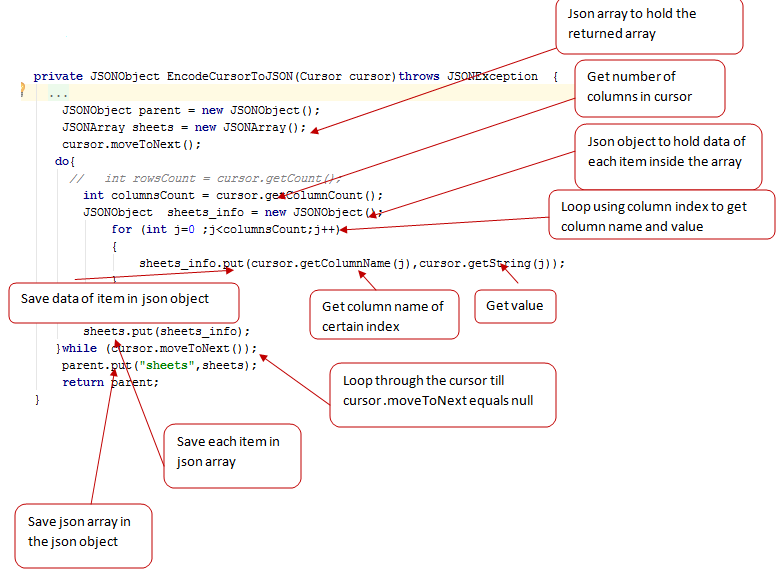 Json array to hold the
returned array
private JSONObject EncodeCursorToJSON(Cursor cursor)throws JSONException  {
Get number of
columns in cursor
...
JSONObject parent = new JSONObject();
JSONArray sheets = new JSONArray();
cursor.moveToNext();
Json object to hold data of
each item inside the array
do{
//   int rowsCount = cursor.getCount();
int columnsCount = cursor.getColumnCount();
JSONObject  sheets_info = new JSONObject();
for (int j=0 ;j<columnsCount;j++)
Loop using column index to get
column name and value
{
sheets_info.put(cursor.getColumnName(j),cursor.getString(j));
}
Save data of item in json object
Get column name of
certain index
Get value
sheets.put(sheets_info);
}while (cursor.moveToNext());
parent.put("sheets",sheets);
return parent;
}
Loop through the cursor till
cursor.moveToNext equals null
Save each item in
json array
Save json array in
the json object